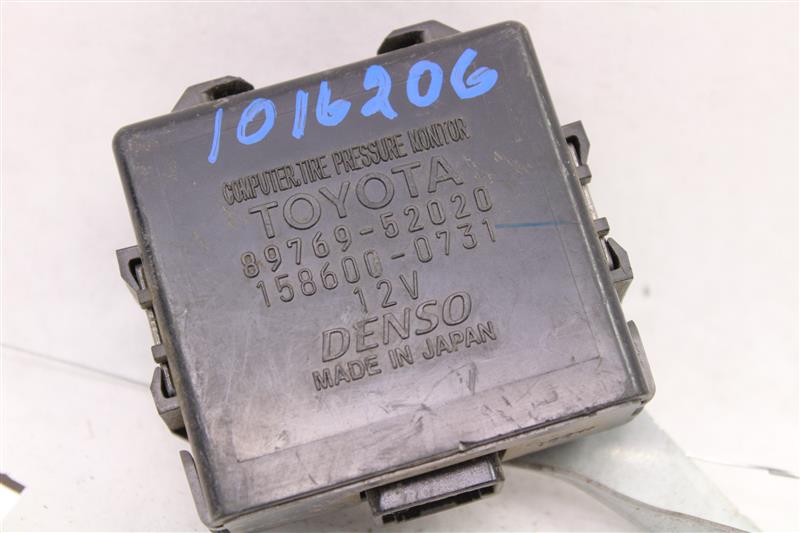 1016206
COMPUTER.TIRE PRESSURE MONITOR
TOYOTA
89769-52020
158600-0731
12V
DENSO
MADE IN JAPAN